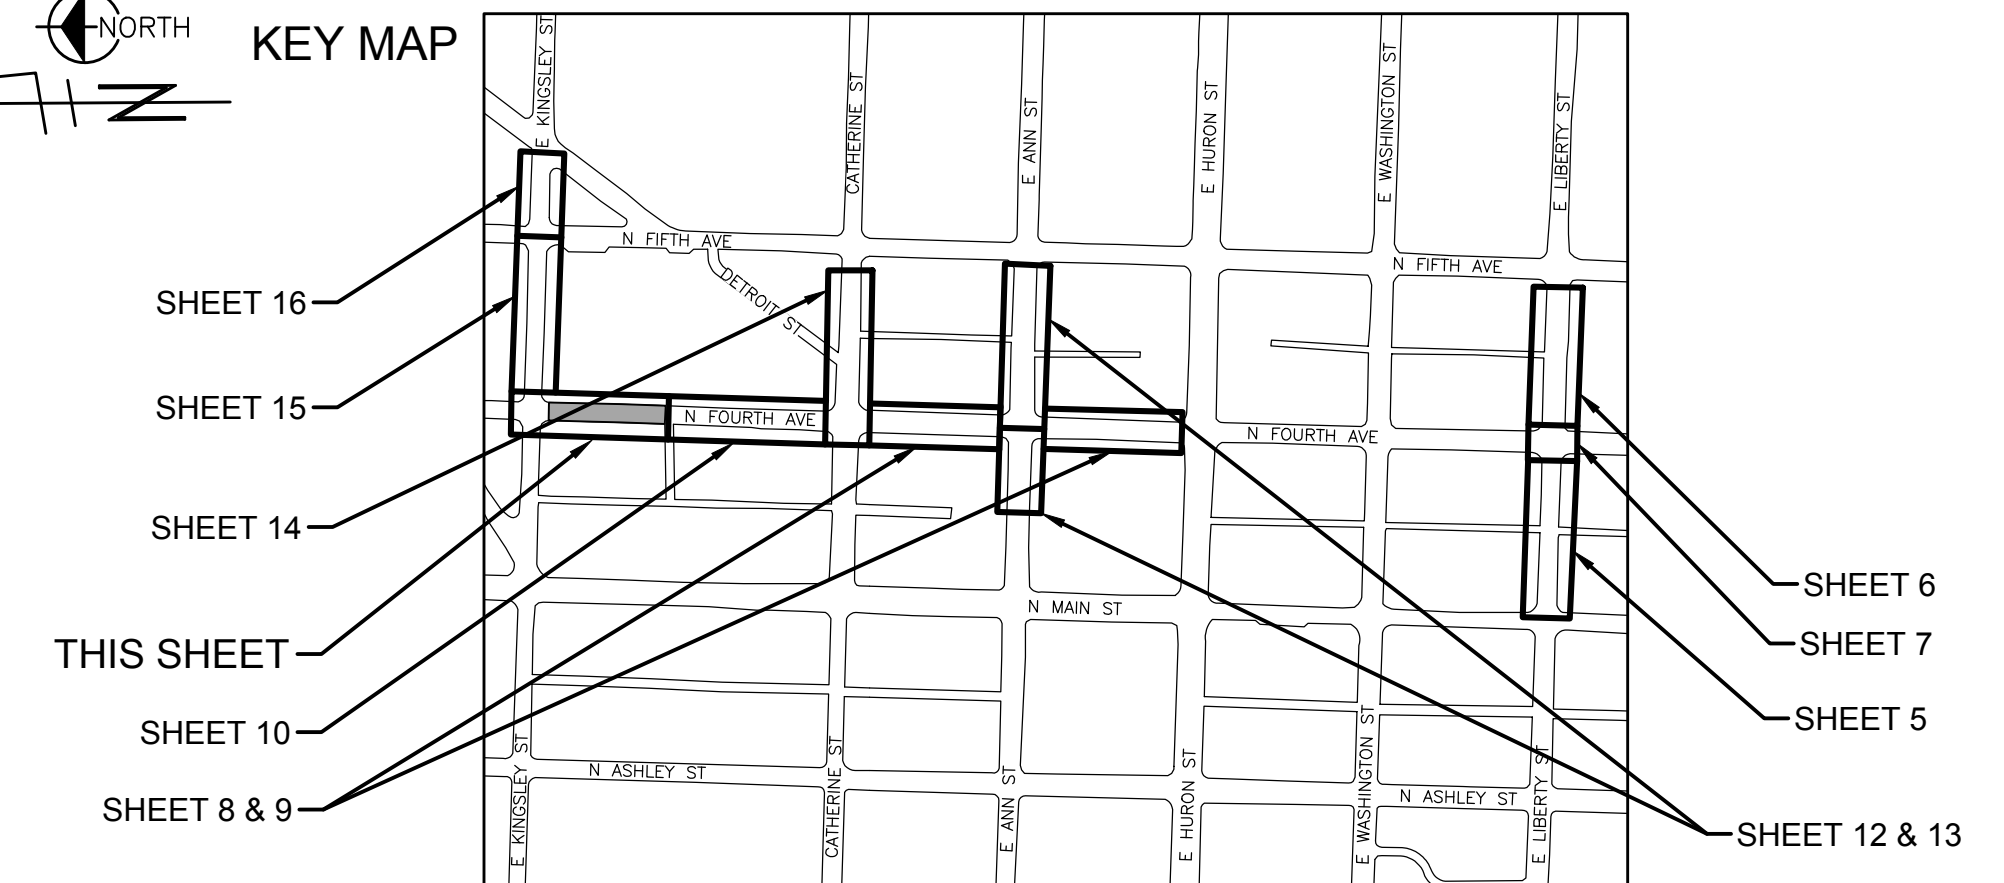 NORTH
KEY MAP
N
E KINGSLEY ST
CATHERINE ST
E ANN ST
E HURON ST
E WASHINGTON ST
E LIBERTY ST
N FIFTH AVE
N FIFTH AVE
DETROIT ST
SHEET 16
SHEET 15
N FOURTH AVE
N FOURTH AVE
SHEET 14
THIS SHEET
SHEET 10
SHEET 8 & 9
N MAIN ST
SHEET 6
SHEET 7
SHEET 5
SHEET 12 & 13
N ASHLEY ST
N ASHLEY ST
E KINGSLEY ST
CATHERINE ST
E ANN ST
E HURON ST
E WASHINGTON ST
E LIBERTY ST